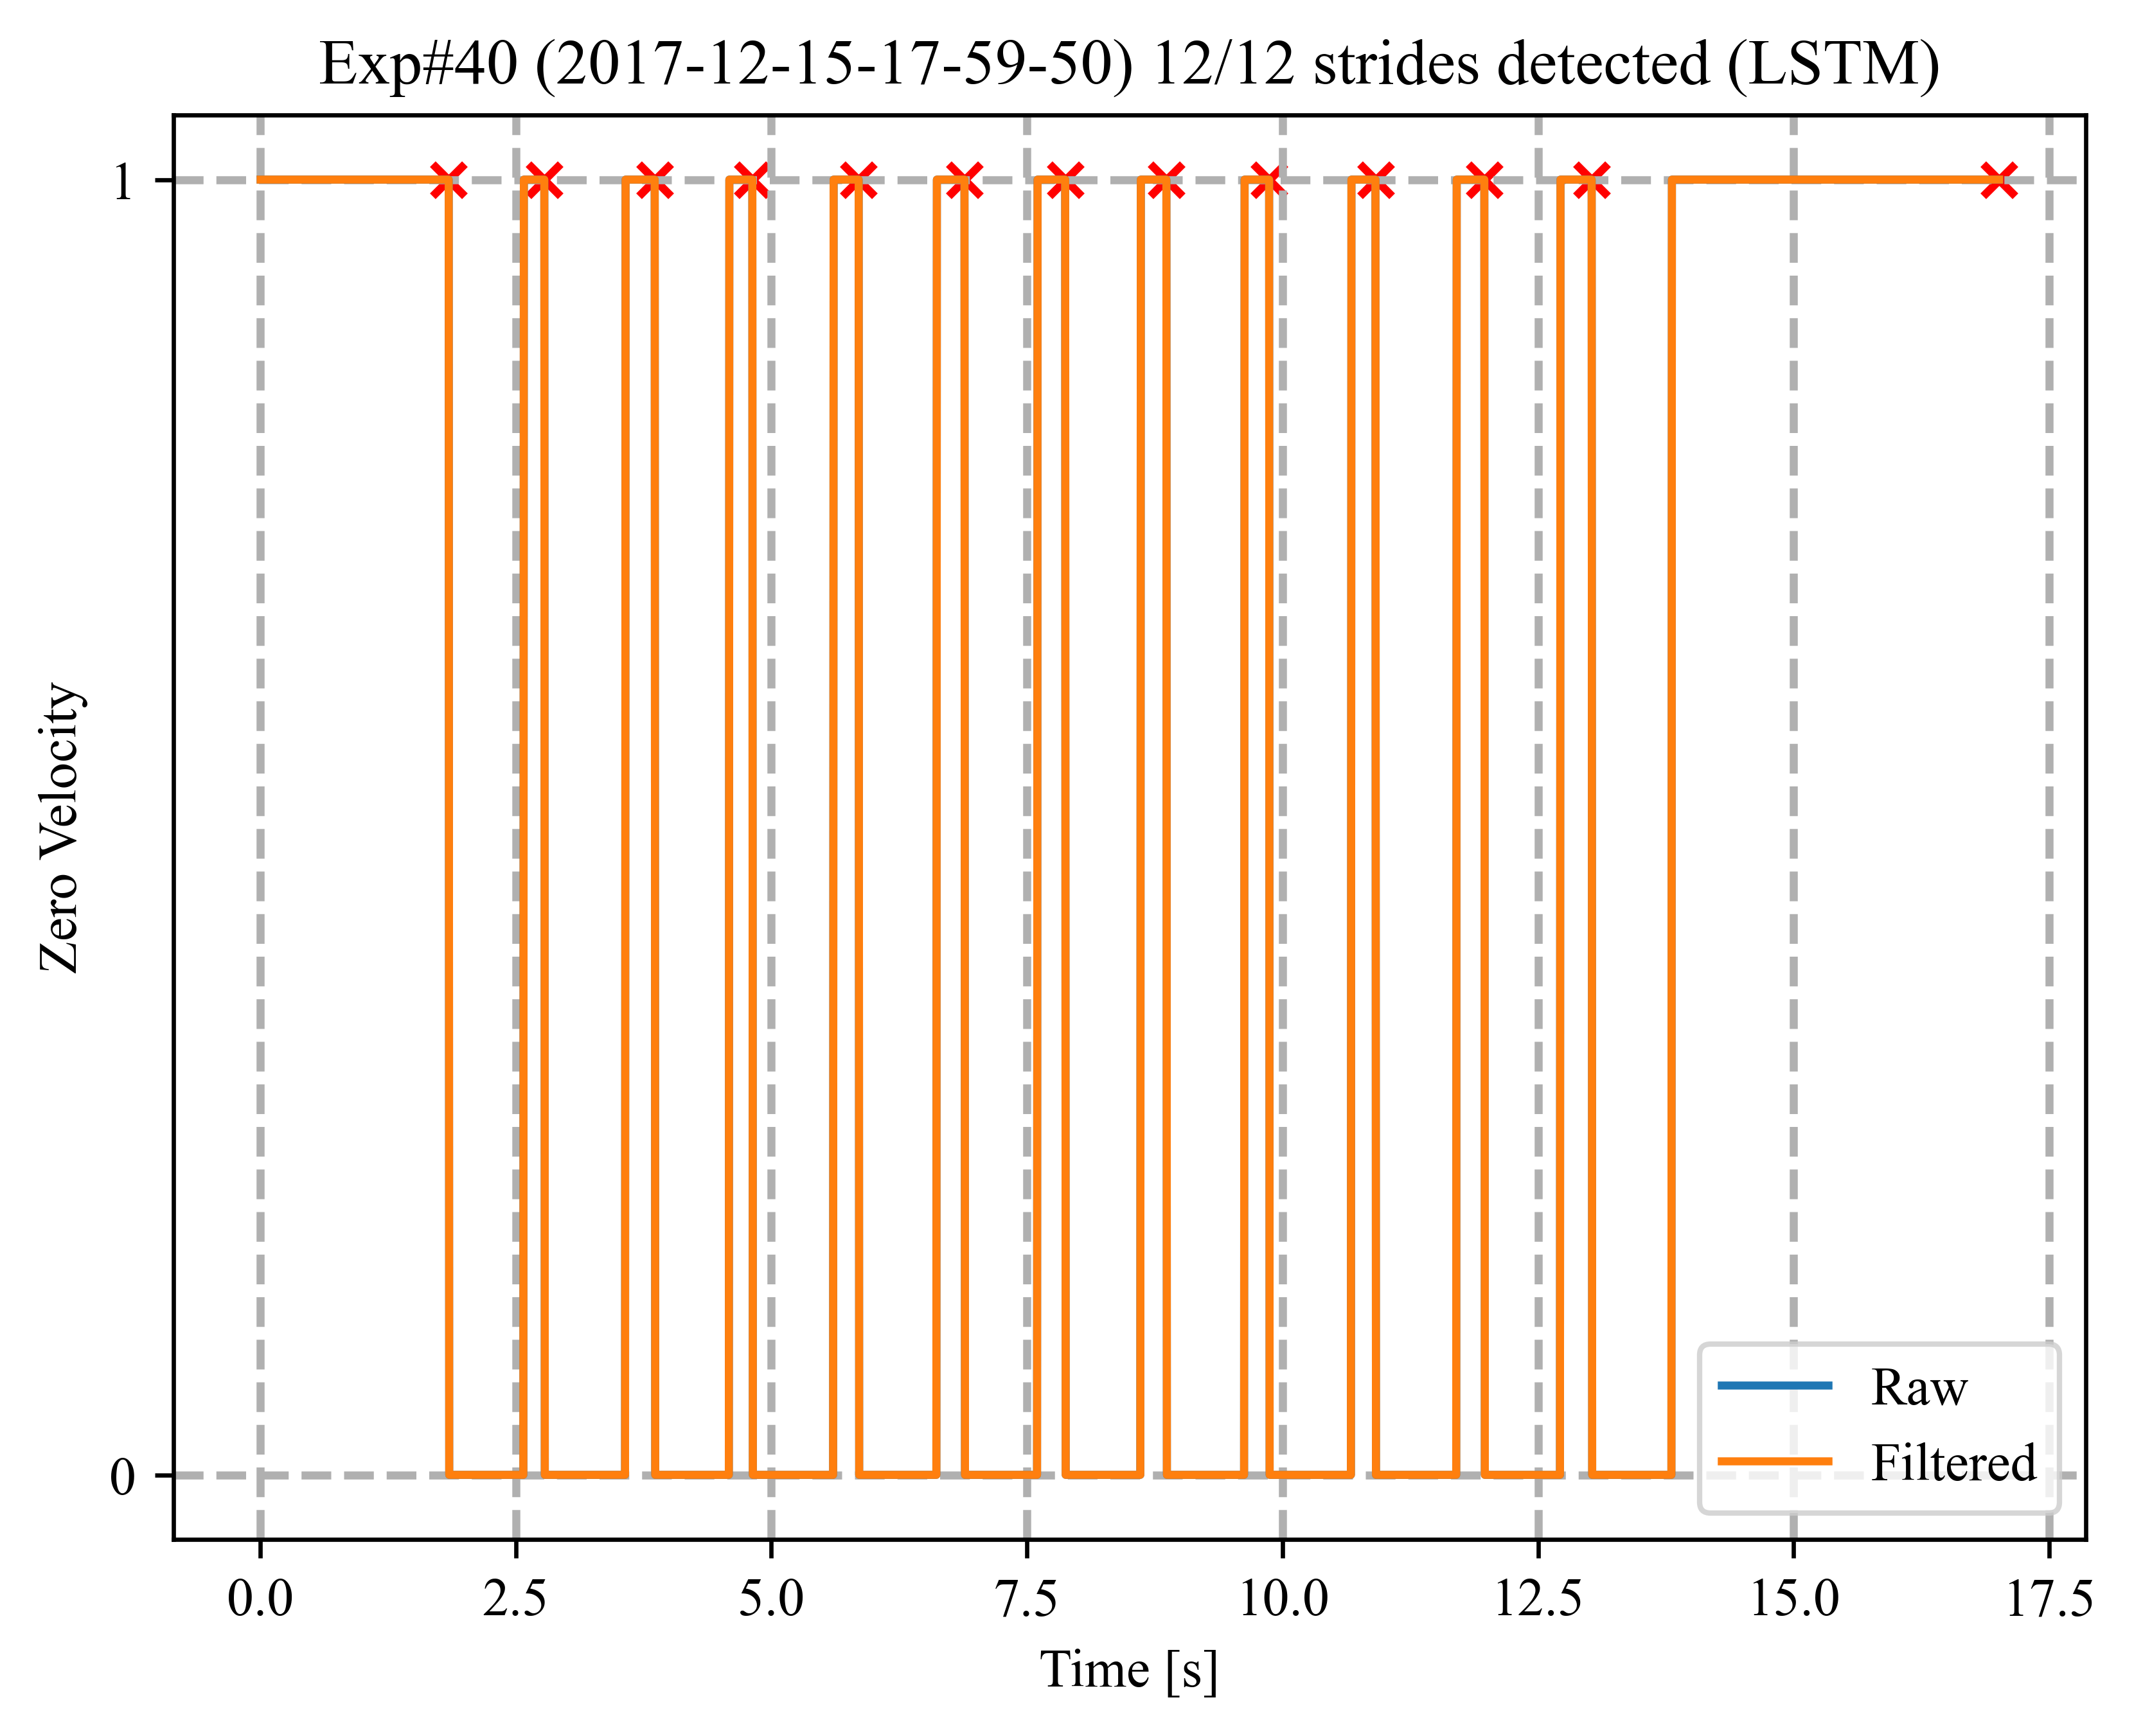 Exp#40 (2017-12-15-17-59-50) 12/12 strides detected (LSTM)
1
0
Zero Velocity
Raw
Filtered
0.0 2.5 5.0 7.5 10.0 12.5 15.0 17.5
Time [s]